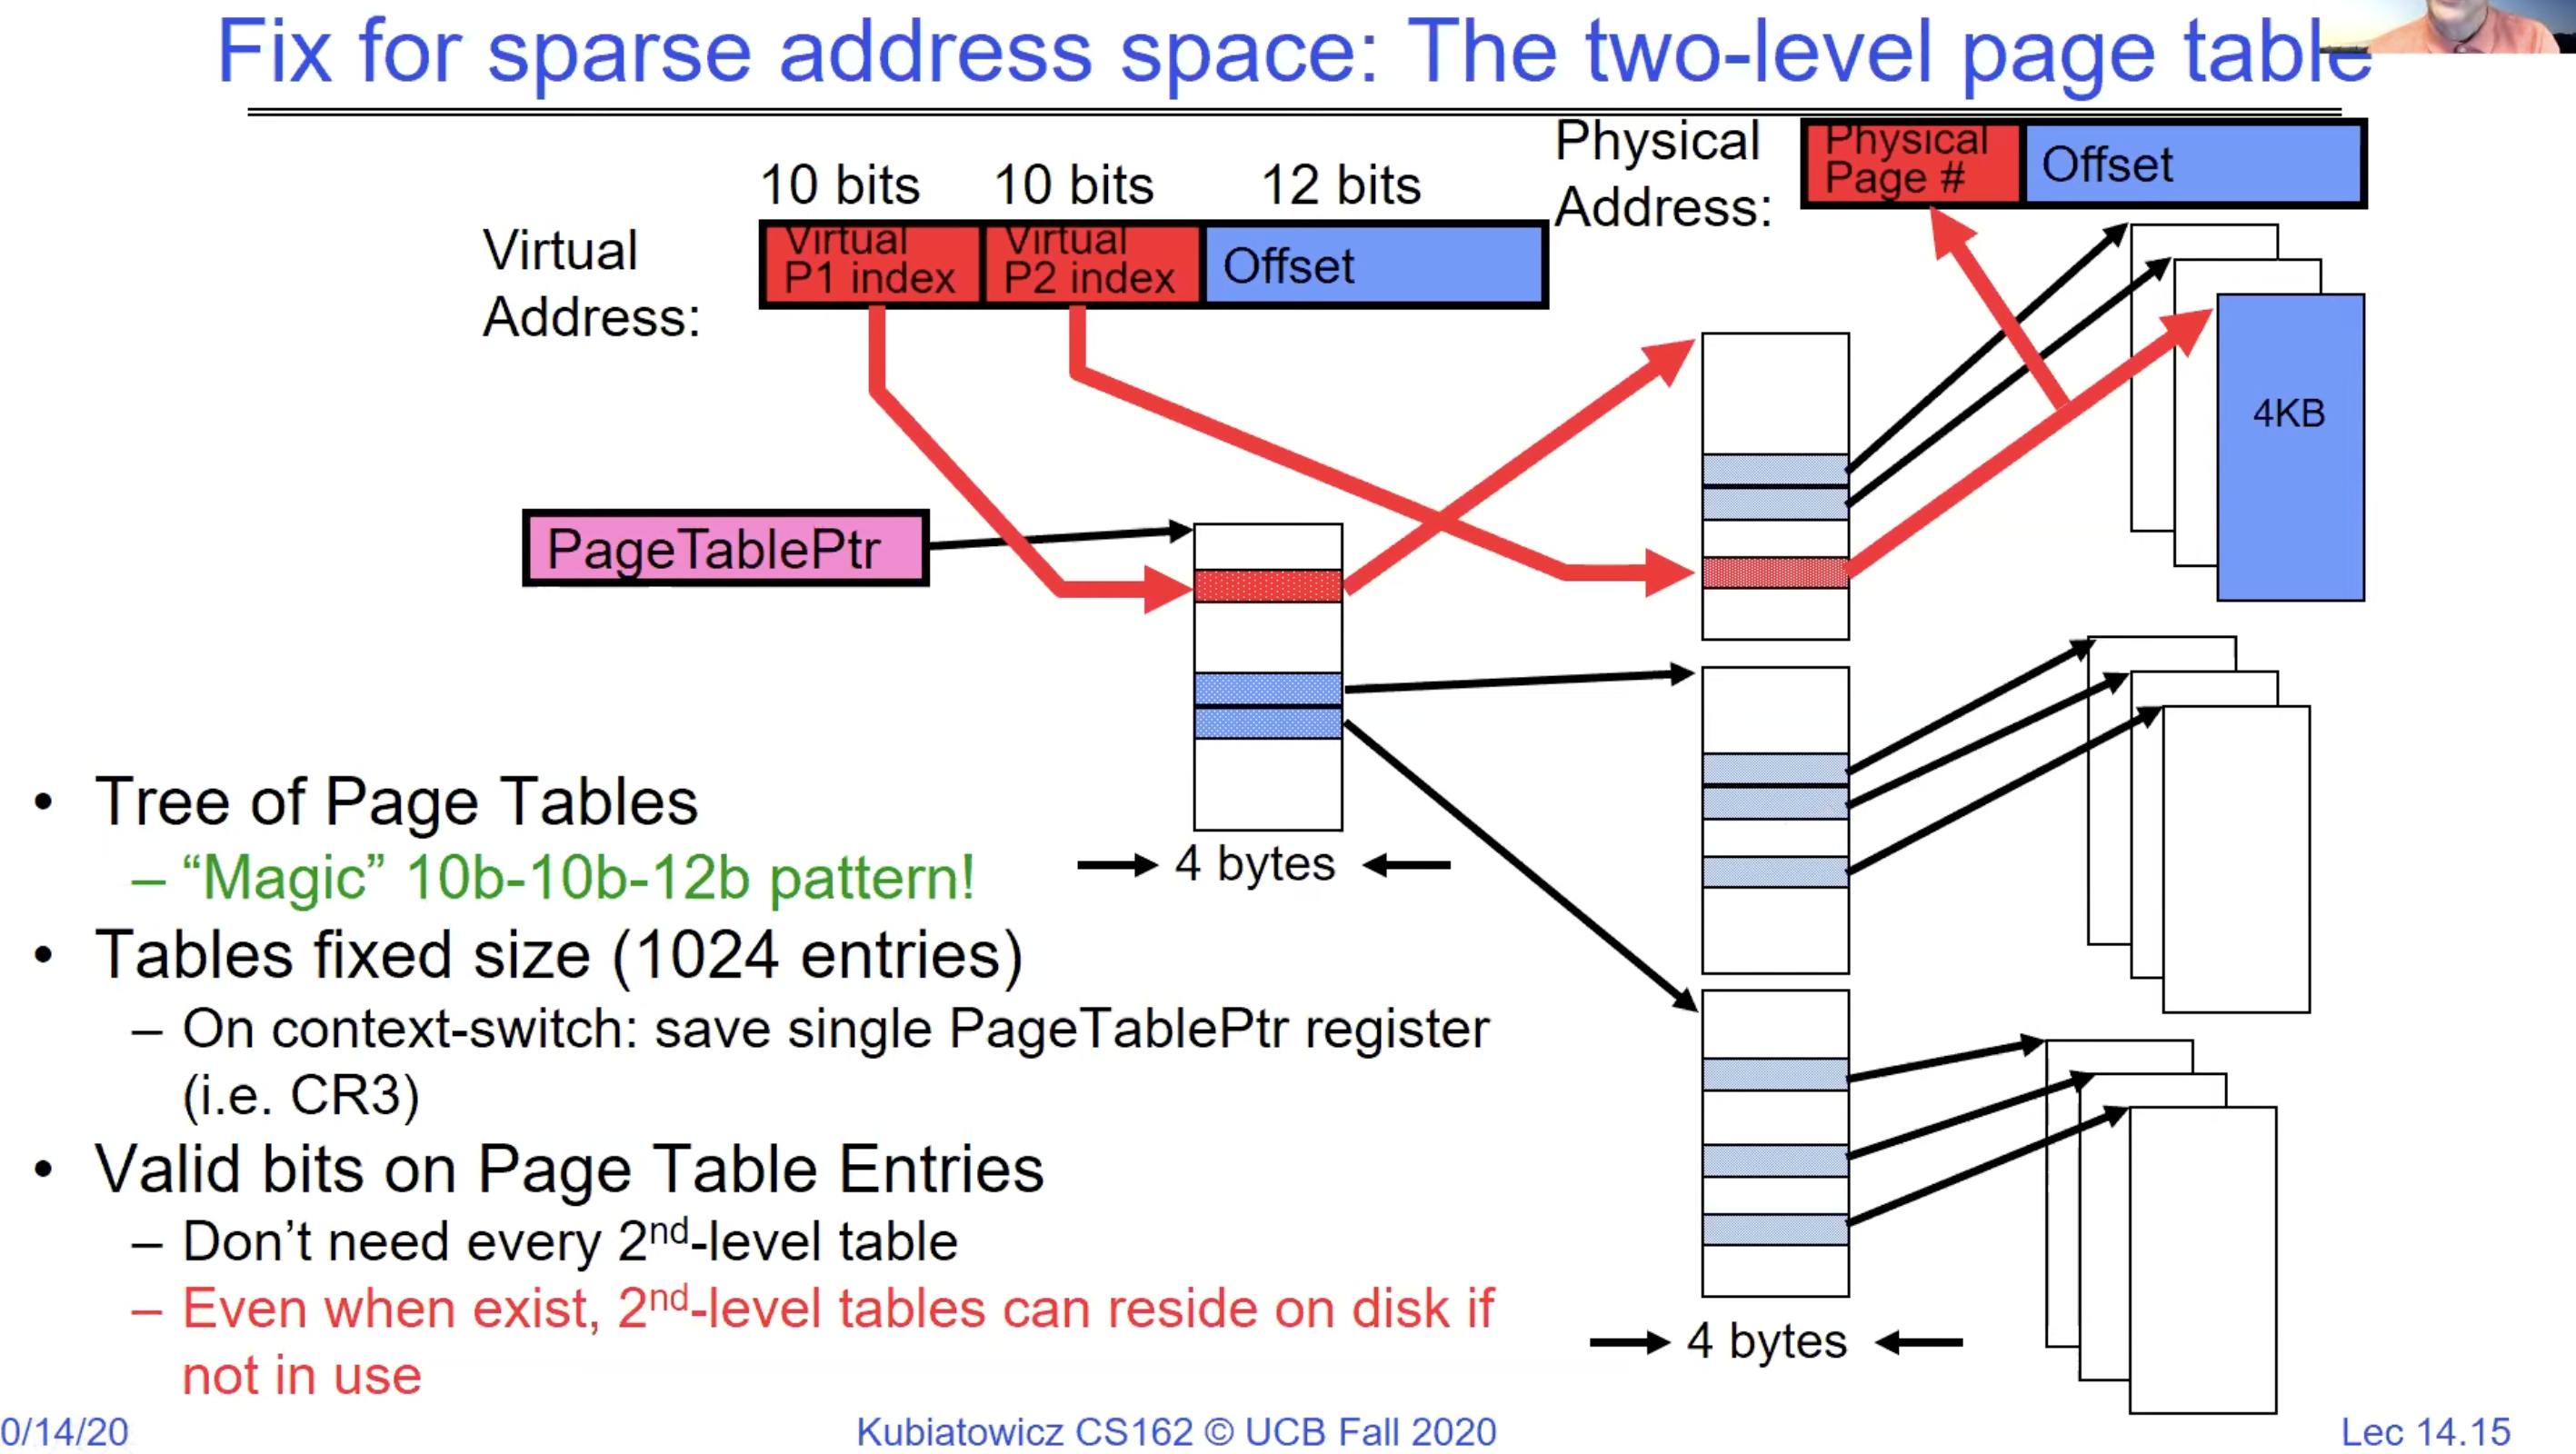 Fix for sparse address space: The two-level page table
Physical
Address:
Physical
Page #
Offset
10 bits 10 bits 12 bits
Virtual
Address:
Virtual
P1 index
Virtual
P2 index
Offset
4KB
PageTablePtr
4 bytes
• Tree of Page Tables
– “Magic” 10b-10b-12b pattern!
• Tables fixed size (1024 entries)
– On context-switch: save single PageTablePtr register
(i.e. CR3)
• Valid bits on Page Table Entries
– Don’t need every 2nd-level table
– Even when exist, 2nd-level tables can reside on disk if
not in use
4 bytes
0/14/20
Kubiatowicz CS162 © UCB Fall 2020
Lec 14.15